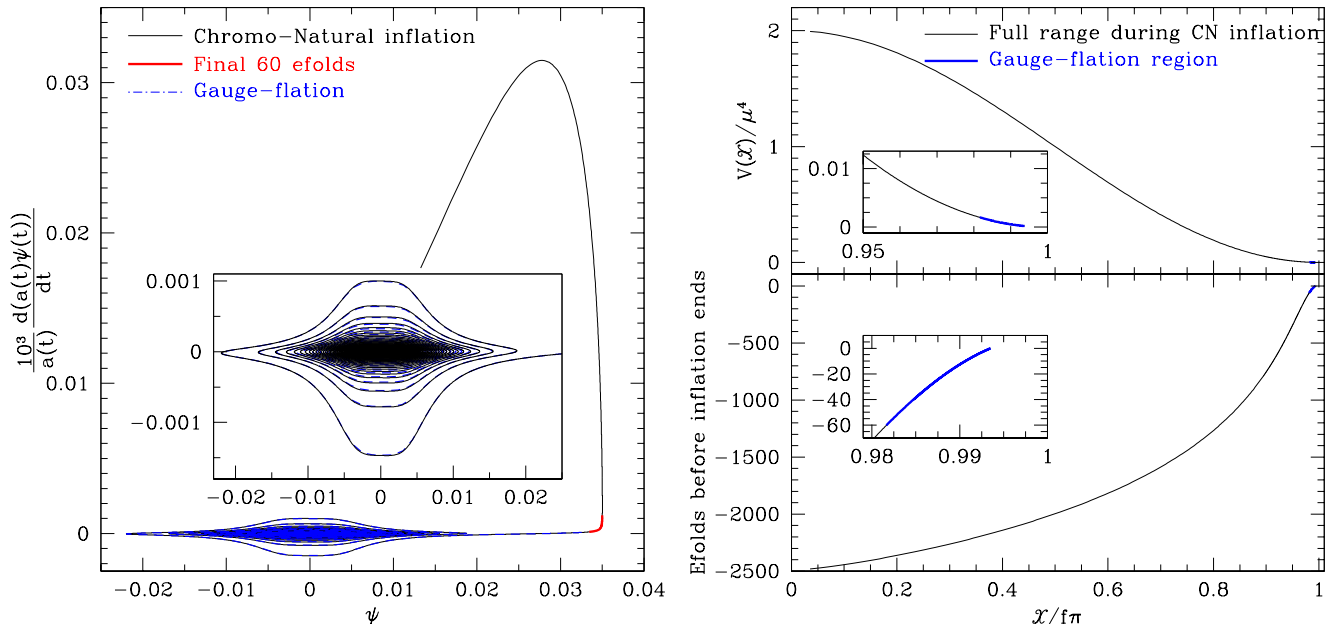 Chromo-Natural inflation
Final 60 efolds
Gauge-flation
0.03
0.02
0.01
0
10³/a(t) d(a(t)ψ(t))/dt
0.001
0
−0.001
−0.02 −0.01 0 0.01 0.02
−0.02 −0.01 0 0.01 0.02 0.03 0.04
ψ
Full range during CN inflation
Gauge-flation region
2
1
0
V(𝒳)/μ⁴
0.01
0
0.95 1
Efolds before inflation ends
0
−500
−1000
−1500
−2000
−2500
0
−20
−40
−60
0.98 0.99 1
0 0.2 0.4 0.6 0.8 1
𝒳/fπ